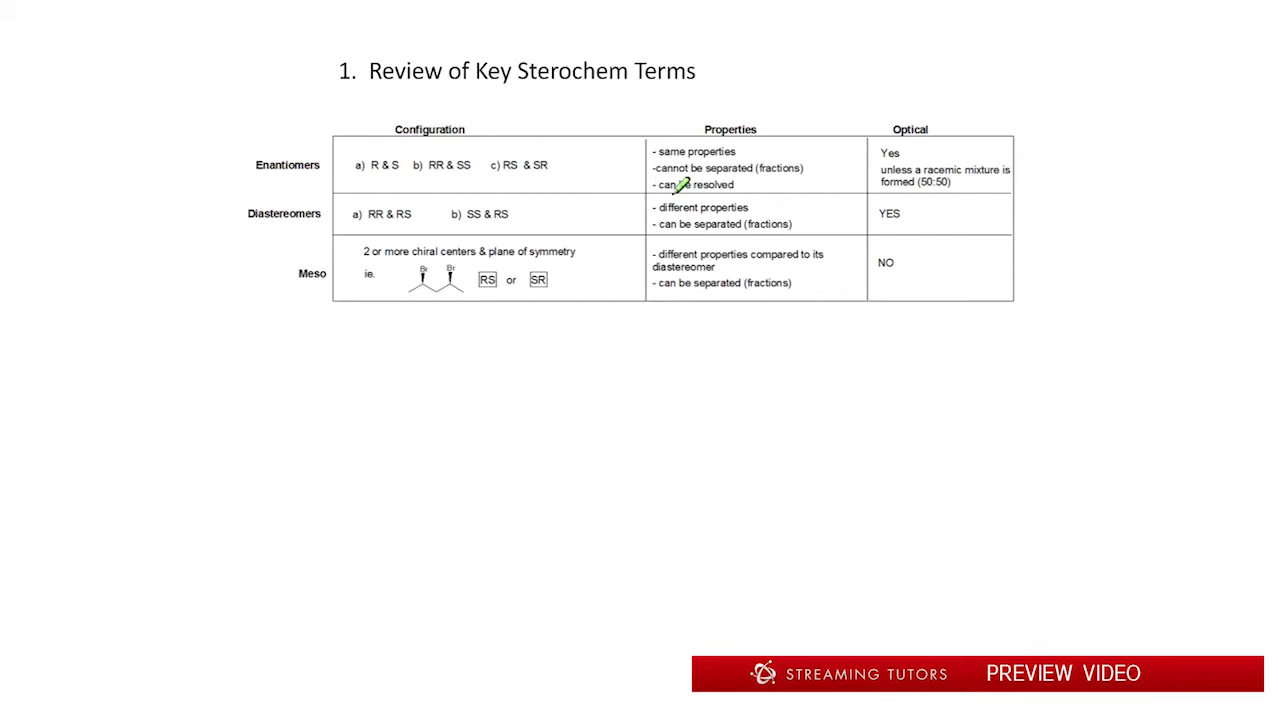 1. Review of Key Sterochem Terms
Configuration Properties Optical
Enantiomers
a) R & S b) RR & SS c) RS & SR
- same properties
-cannot be separated (fractions)
- can be resolved
Yes
unless a racemic mixture is
formed (50:50)
Diastereomers
a) RR & RS b) SS & RS
- different properties
- can be separated (fractions)
YES
Meso
2 or more chiral centers & plane of symmetry
ie.
Br Br
RS or SR
- different properties compared to its
diastereomer
- can be separated (fractions)
NO
STREAMING TUTORS PREVIEW VIDEO